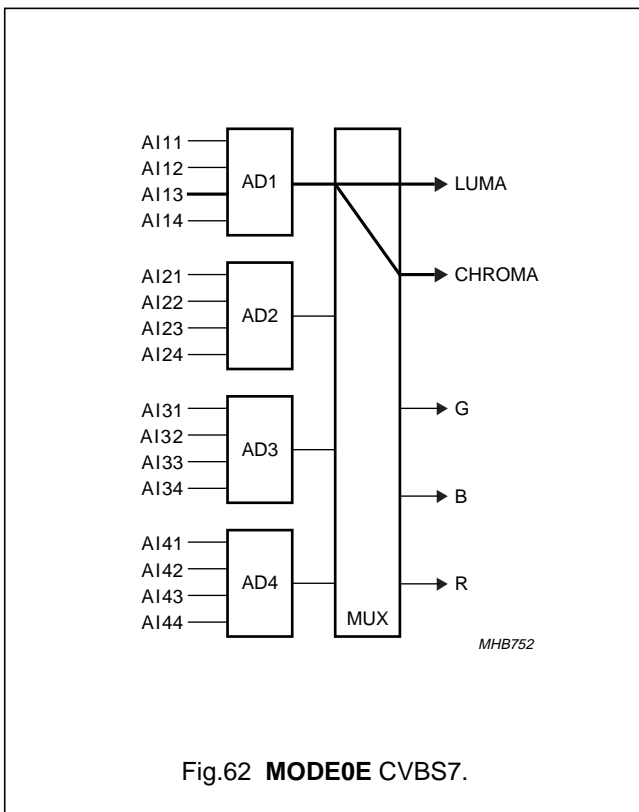 AI11
AI12
AI13
AI14
AD1
LUMA
CHROMA
AI21
AI22
AI23
AI24
AD2
AI31
AI32
AI33
AI34
AD3
G
B
AI41
AI42
AI43
AI44
AD4
R
MUX
MHB752
Fig.62 MODE0E CVBS7.